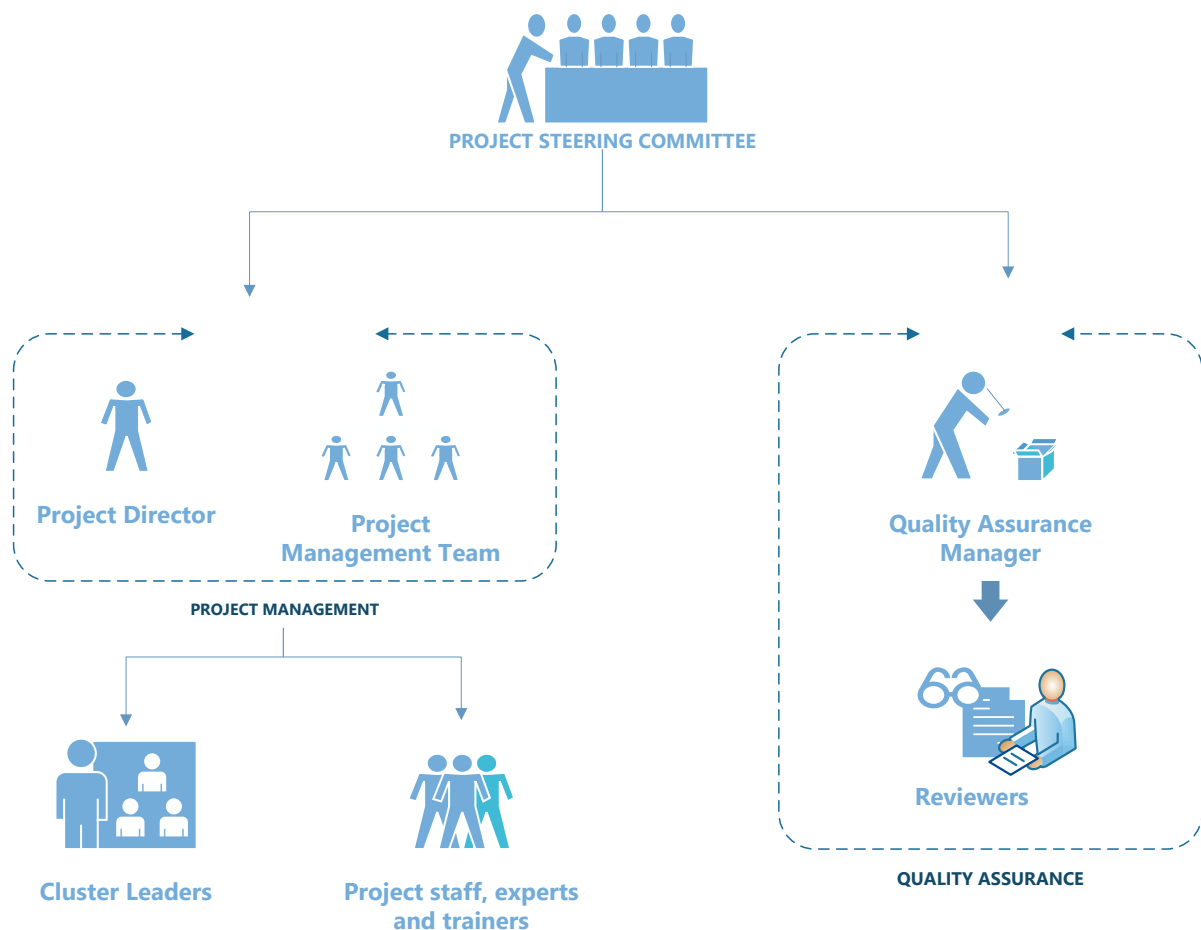 PROJECT STEERING COMMITTEE
Project Director
Project
Management Team
PROJECT MANAGEMENT
Cluster Leaders
Project staff, experts
and trainers
Quality Assurance
Manager
Reviewers
QUALITY ASSURANCE